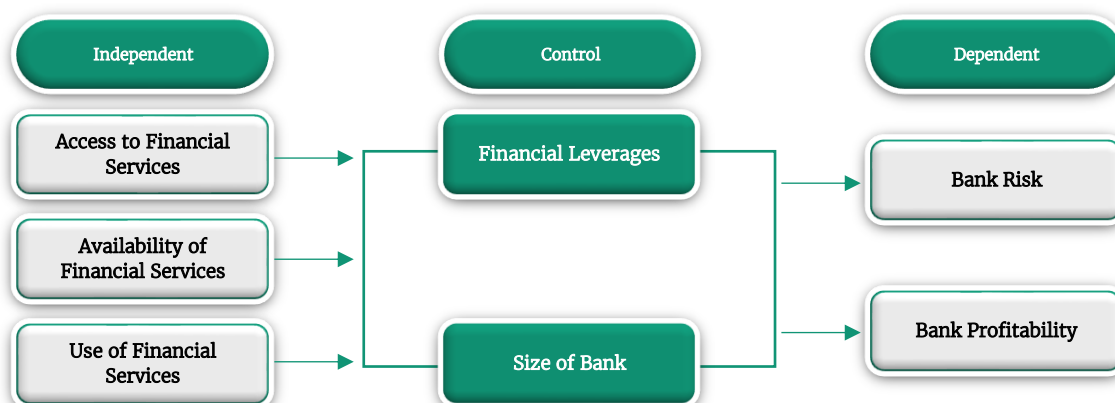 Independent
Control
Dependent
Access to Financial
Services
Financial Leverages
Bank Risk
Availability of
Financial Services
Use of Financial
Services
Size of Bank
Bank Profitability